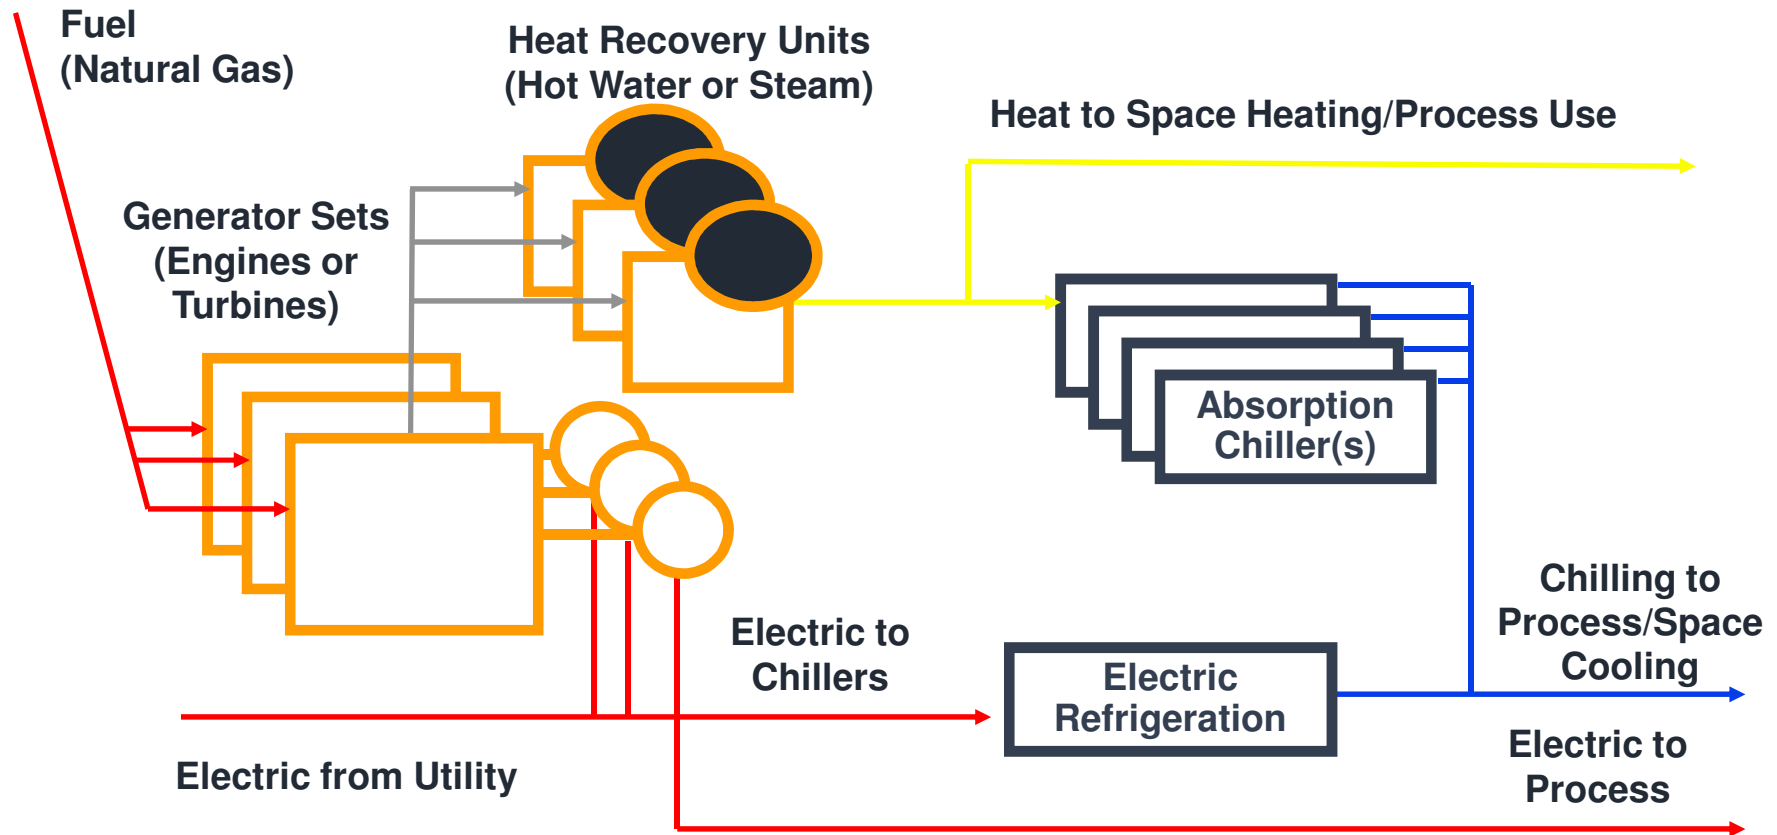 Fuel
(Natural Gas)
Heat Recovery Units
(Hot Water or Steam)
Heat to Space Heating/Process Use
Generator Sets
(Engines or
Turbines)
Absorption
Chiller(s)
Chilling to
Process/Space
Cooling
Electric to
Chillers
Electric
Refrigeration
Electric from Utility
Electric to
Process